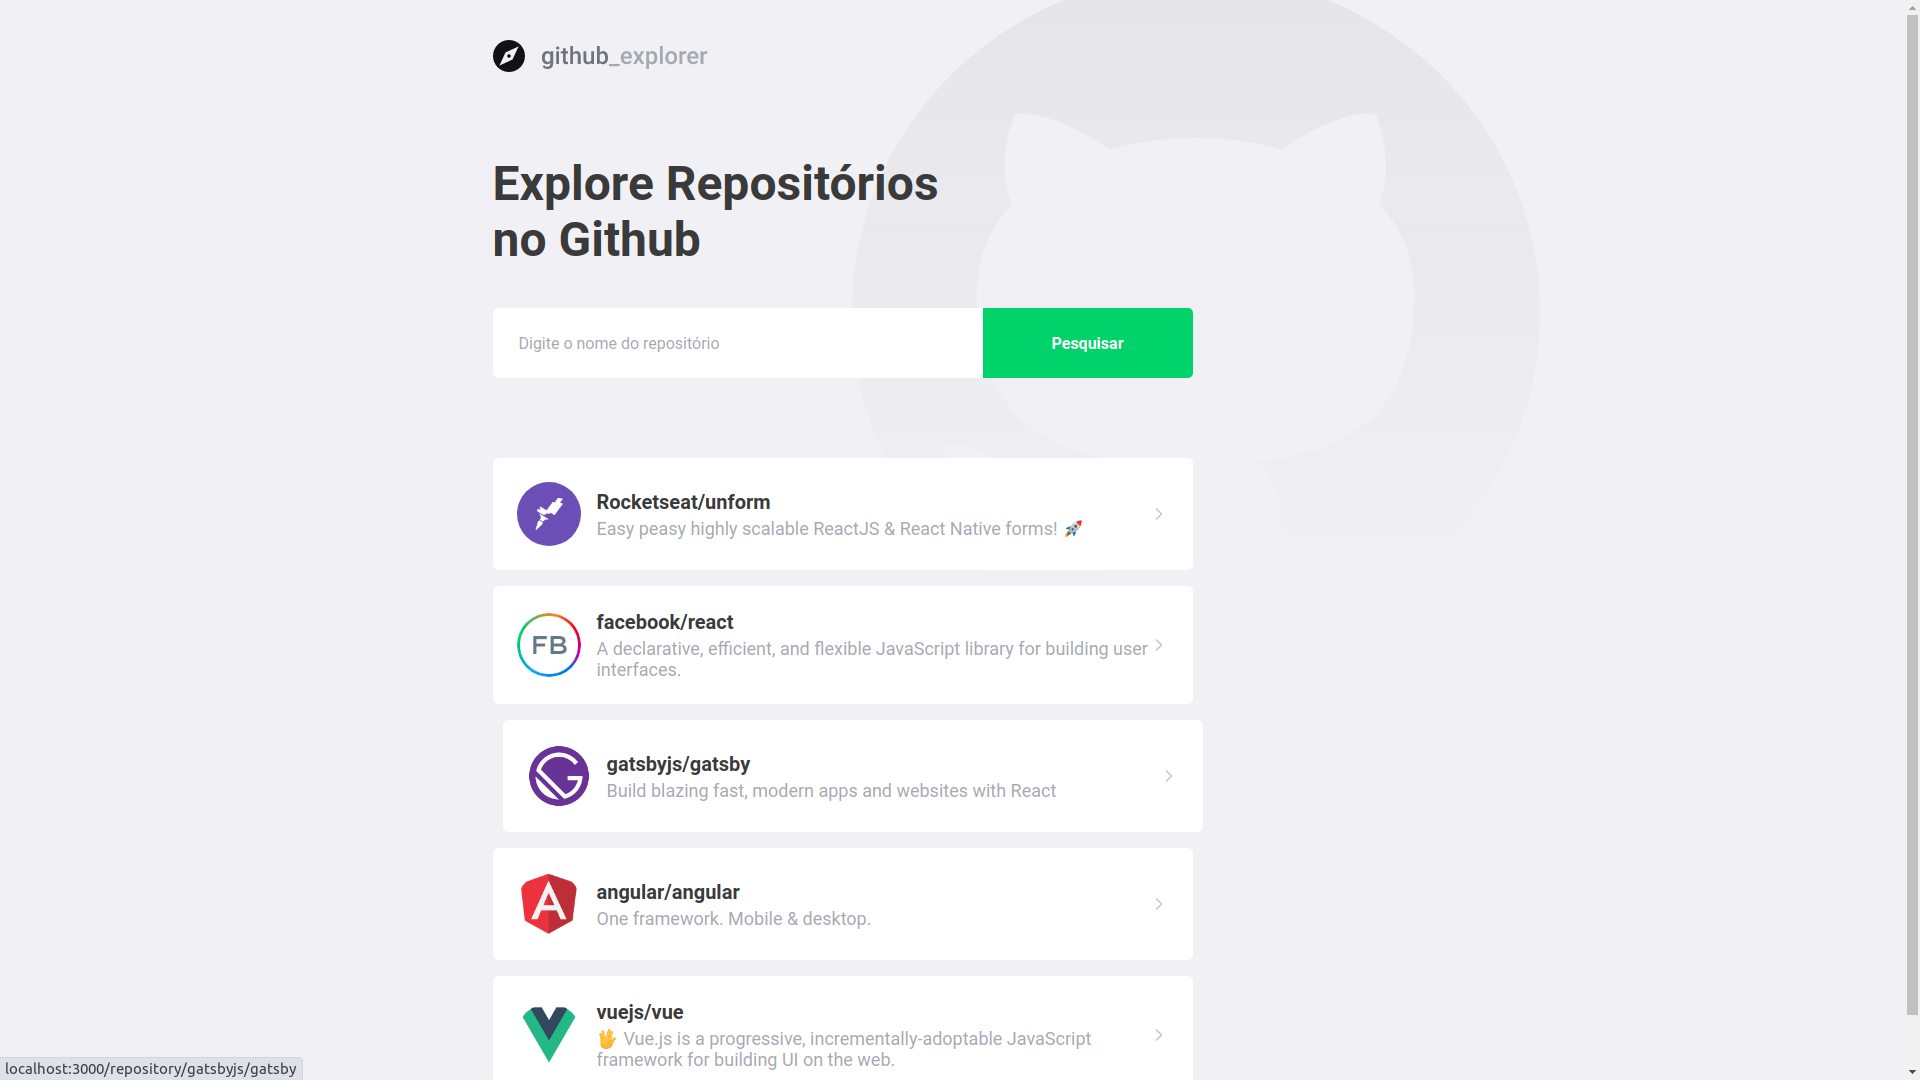 github_explorer
Explore Repositórios
no Github
Digite o nome do repositório
Pesquisar
Rocketseat/unform
Easy peasy highly scalable ReactJS & React Native forms! 🚀
FB
facebook/react
A declarative, efficient, and flexible JavaScript library for building user
interfaces.
gatsbyjs/gatsby
Build blazing fast, modern apps and websites with React
angular/angular
One framework. Mobile & desktop.
vuejs/vue
🖖 Vue.js is a progressive, incrementally-adoptable JavaScript
framework for building UI on the web.
localhost:3000/repository/gatsbyjs/gatsby